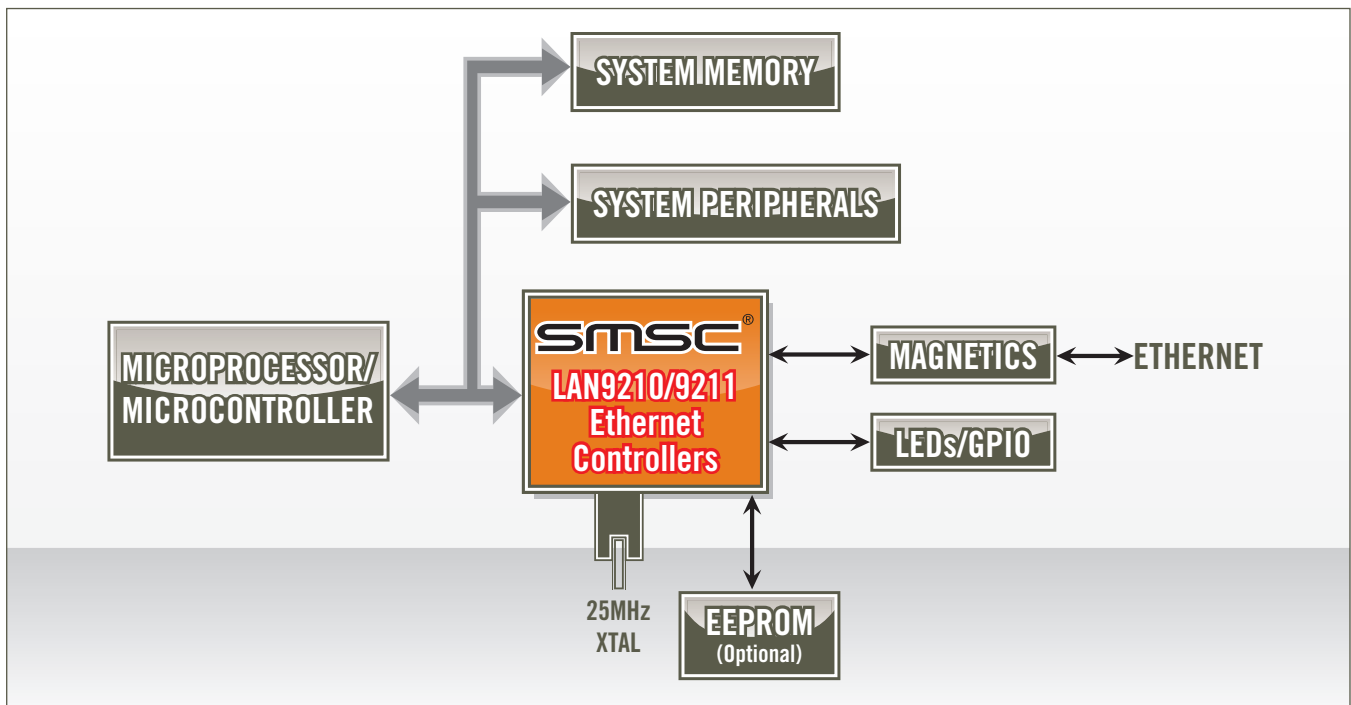 SYSTEM MEMORY
SYSTEM PERIPHERALS
MICROPROCESSOR/
MICROCONTROLLER
SMSC®
LAN9210/9211
Ethernet
Controllers
MAGNETICS
ETHERNET
LEDs/GPIO
25MHz
XTAL
EEPROM
(Optional)